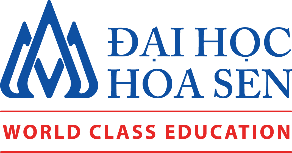 ĐẠI HỌC
HOA SEN
WORLD CLASS EDUCATION